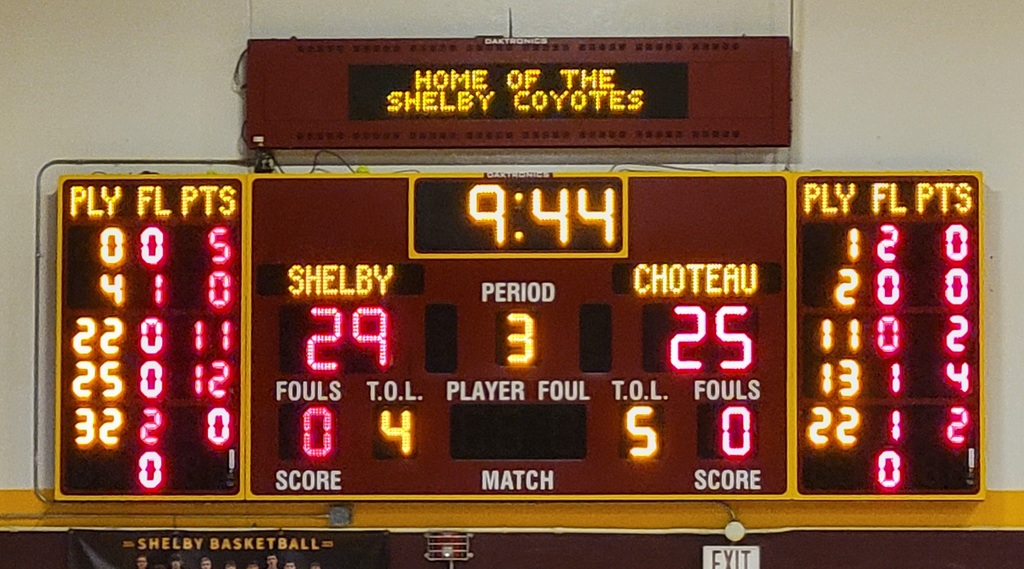 DAKTRONICS
HOME OF THE
SHELBY COYOTES
DAKTRONICS
PLY FL PTS
0 0 5
4 1 0
22 0 11
25 0 12
32 2 0
0
9:44
SHELBY
CHOTEAU
PERIOD
29
3
25
FOULS T.O.L. PLAYER FOUL T.O.L. FOULS
0 4 5 0
SCORE MATCH SCORE
PLY FL PTS
1 2 0
2 0 0
11 0 2
13 1 4
22 1 2
0
SHELBY BASKETBALL
EXIT